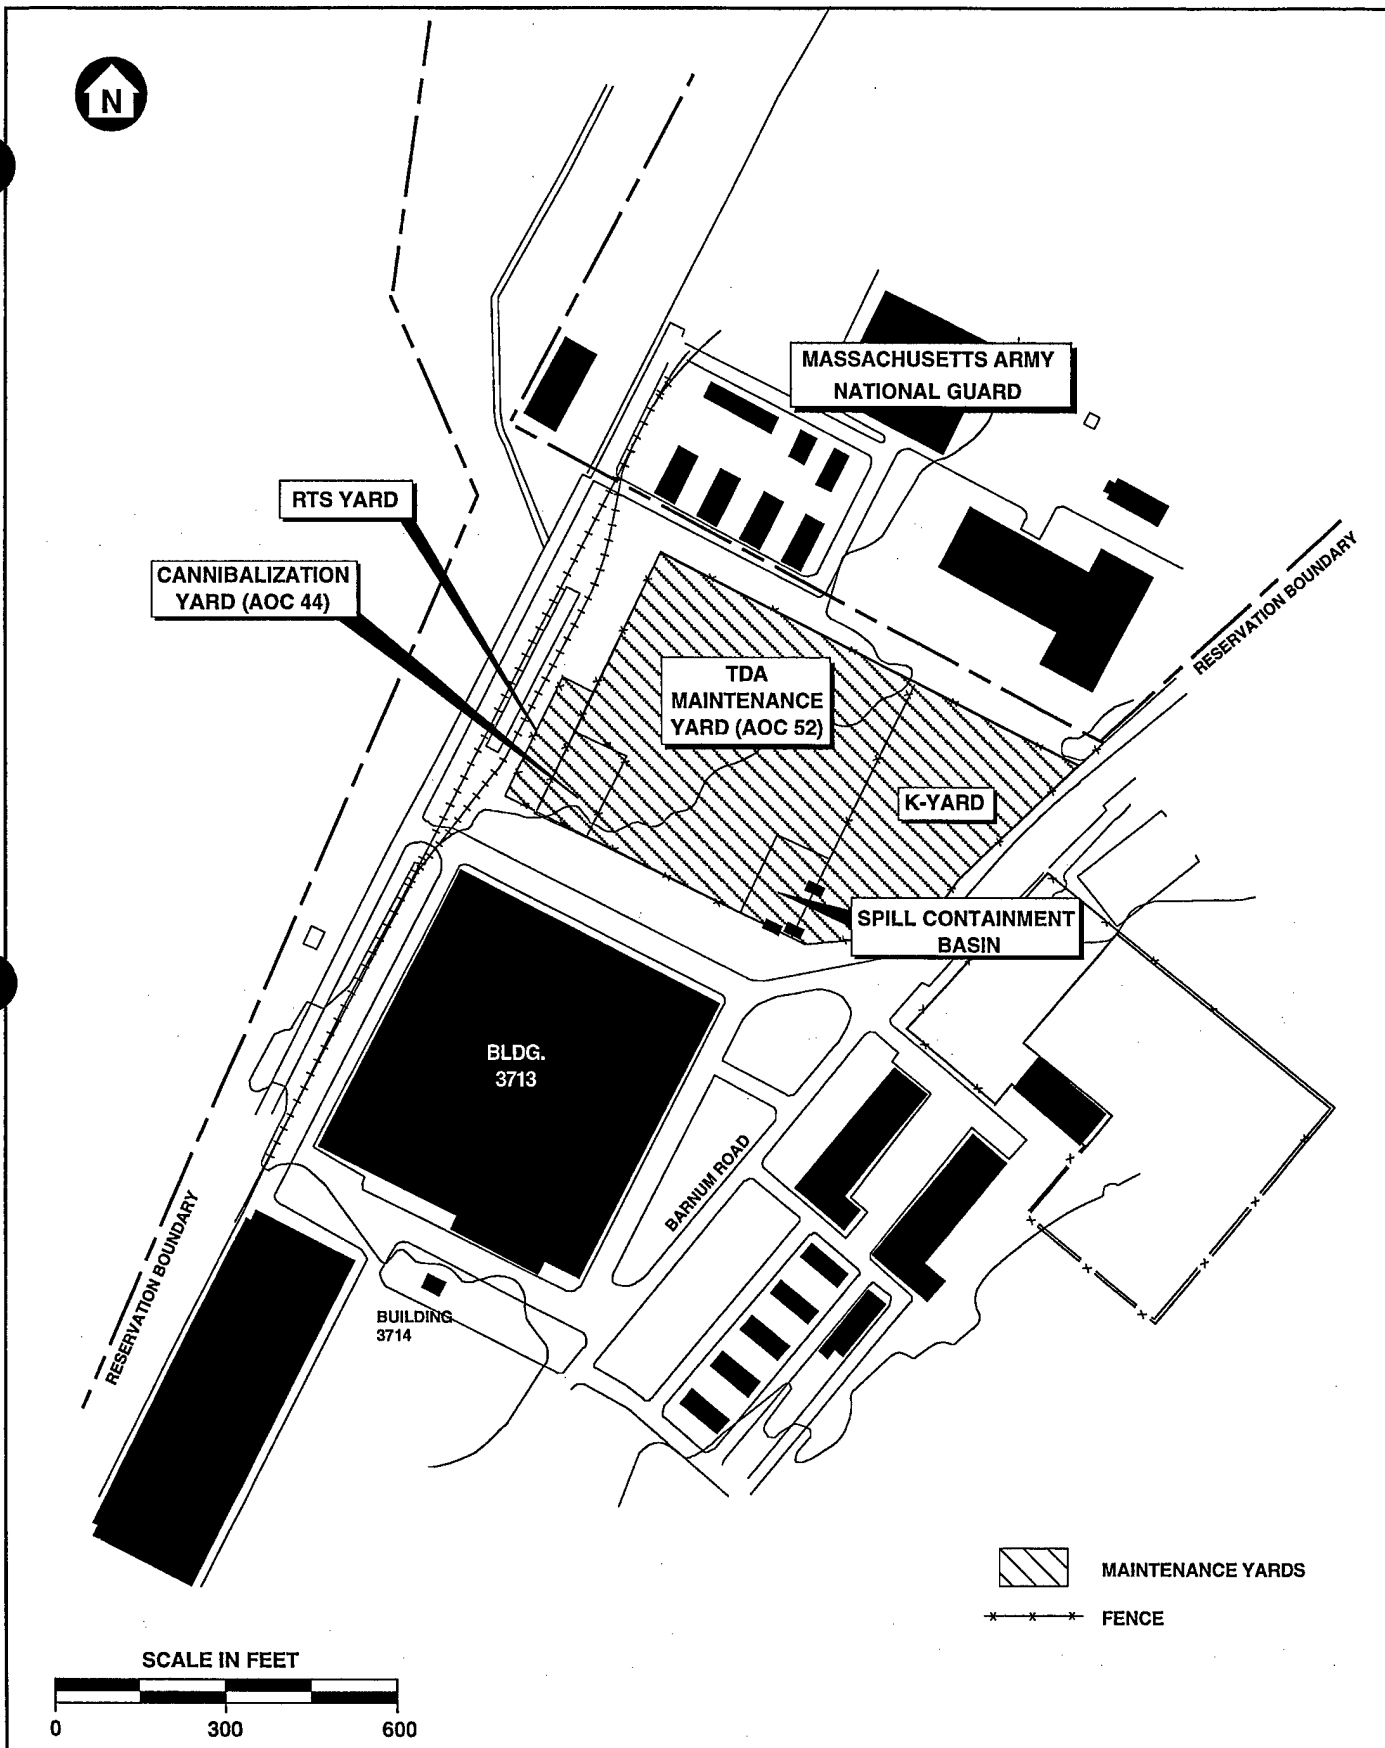 N
MASSACHUSETTS ARMY
NATIONAL GUARD
RTS YARD
CANNIBALIZATION
YARD (AOC 44)
RESERVATION BOUNDARY
TDA
MAINTENANCE
YARD (AOC 52)
K-YARD
SPILL CONTAINMENT
BASIN
BLDG.
3713
BARNUM ROAD
RESERVATION BOUNDARY
BUILDING
3714
MAINTENANCE YARDS
FENCE
SCALE IN FEET
0 300 600